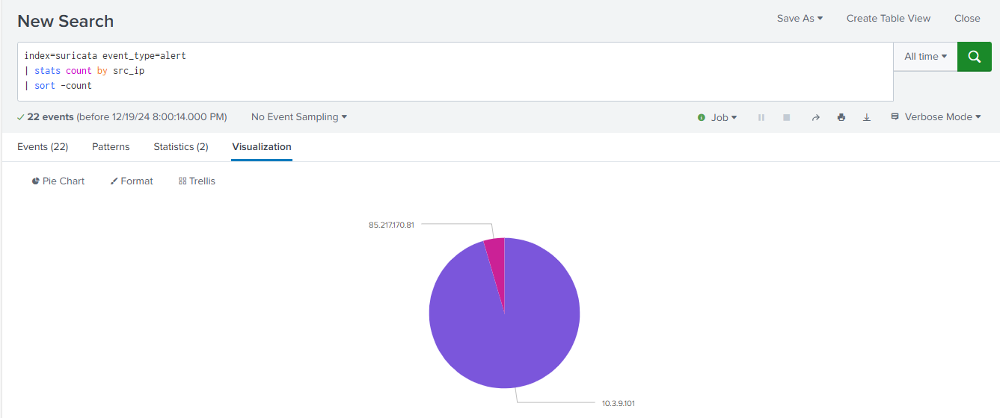 New Search
Save As
Create Table View
Close
index=suricata event_type=alert
| stats count by src_ip
| sort -count
All time
22 events (before 12/19/24 8:00:14.000 PM)
No Event Sampling
Job
Verbose Mode
Events (22)
Patterns
Statistics (2)
Visualization
Pie Chart
Format
Trellis
85.217.170.81
10.3.9.101